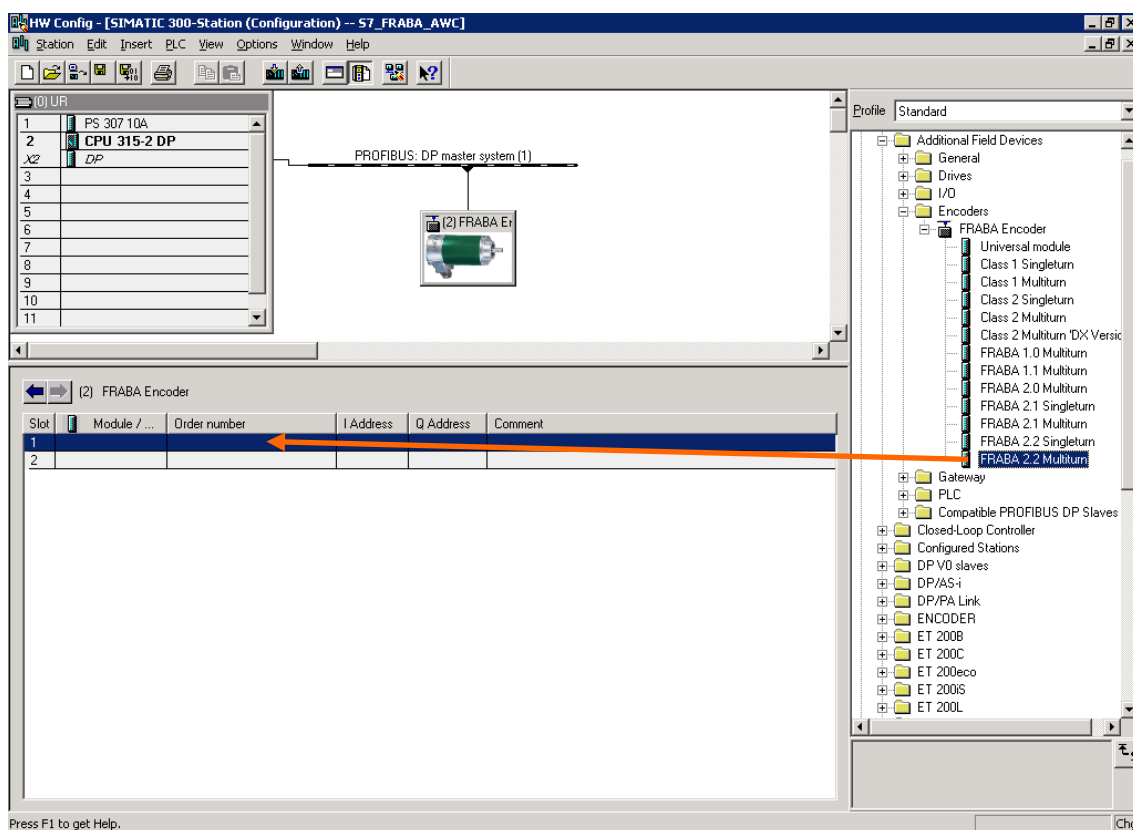 HW Config - [SIMATIC 300-Station (Configuration) -- S7_FRABA_AWC]
Station Edit Insert PLC View Options Window Help
(0) UR
1 PS 307 10A
2 CPU 315-2 DP
X2 DP
3
4
5
6
7
8
9
10
11
PROFIBUS: DP master system (1)
(2) FRABA Er
(2) FRABA Encoder
Slot Module / ... Order number I Address Q Address Comment
1
2
Profile Standard
Additional Field Devices
General
Drives
I/O
Encoders
FRABA Encoder
Universal module
Class 1 Singleturn
Class 1 Multiturn
Class 2 Singleturn
Class 2 Multiturn
Class 2 Multiturn 'DX Versic
FRABA 1.0 Multiturn
FRABA 1.1 Multiturn
FRABA 2.0 Multiturn
FRABA 2.1 Singleturn
FRABA 2.1 Multiturn
FRABA 2.2 Singleturn
FRABA 2.2 Multiturn
Gateway
PLC
Compatible PROFIBUS DP Slaves
Closed-Loop Controller
Configured Stations
DP V0 slaves
DP/AS-i
DP/PA Link
ENCODER
ET 200B
ET 200C
ET 200eco
ET 200iS
ET 200L
Press F1 to get Help.
Chg